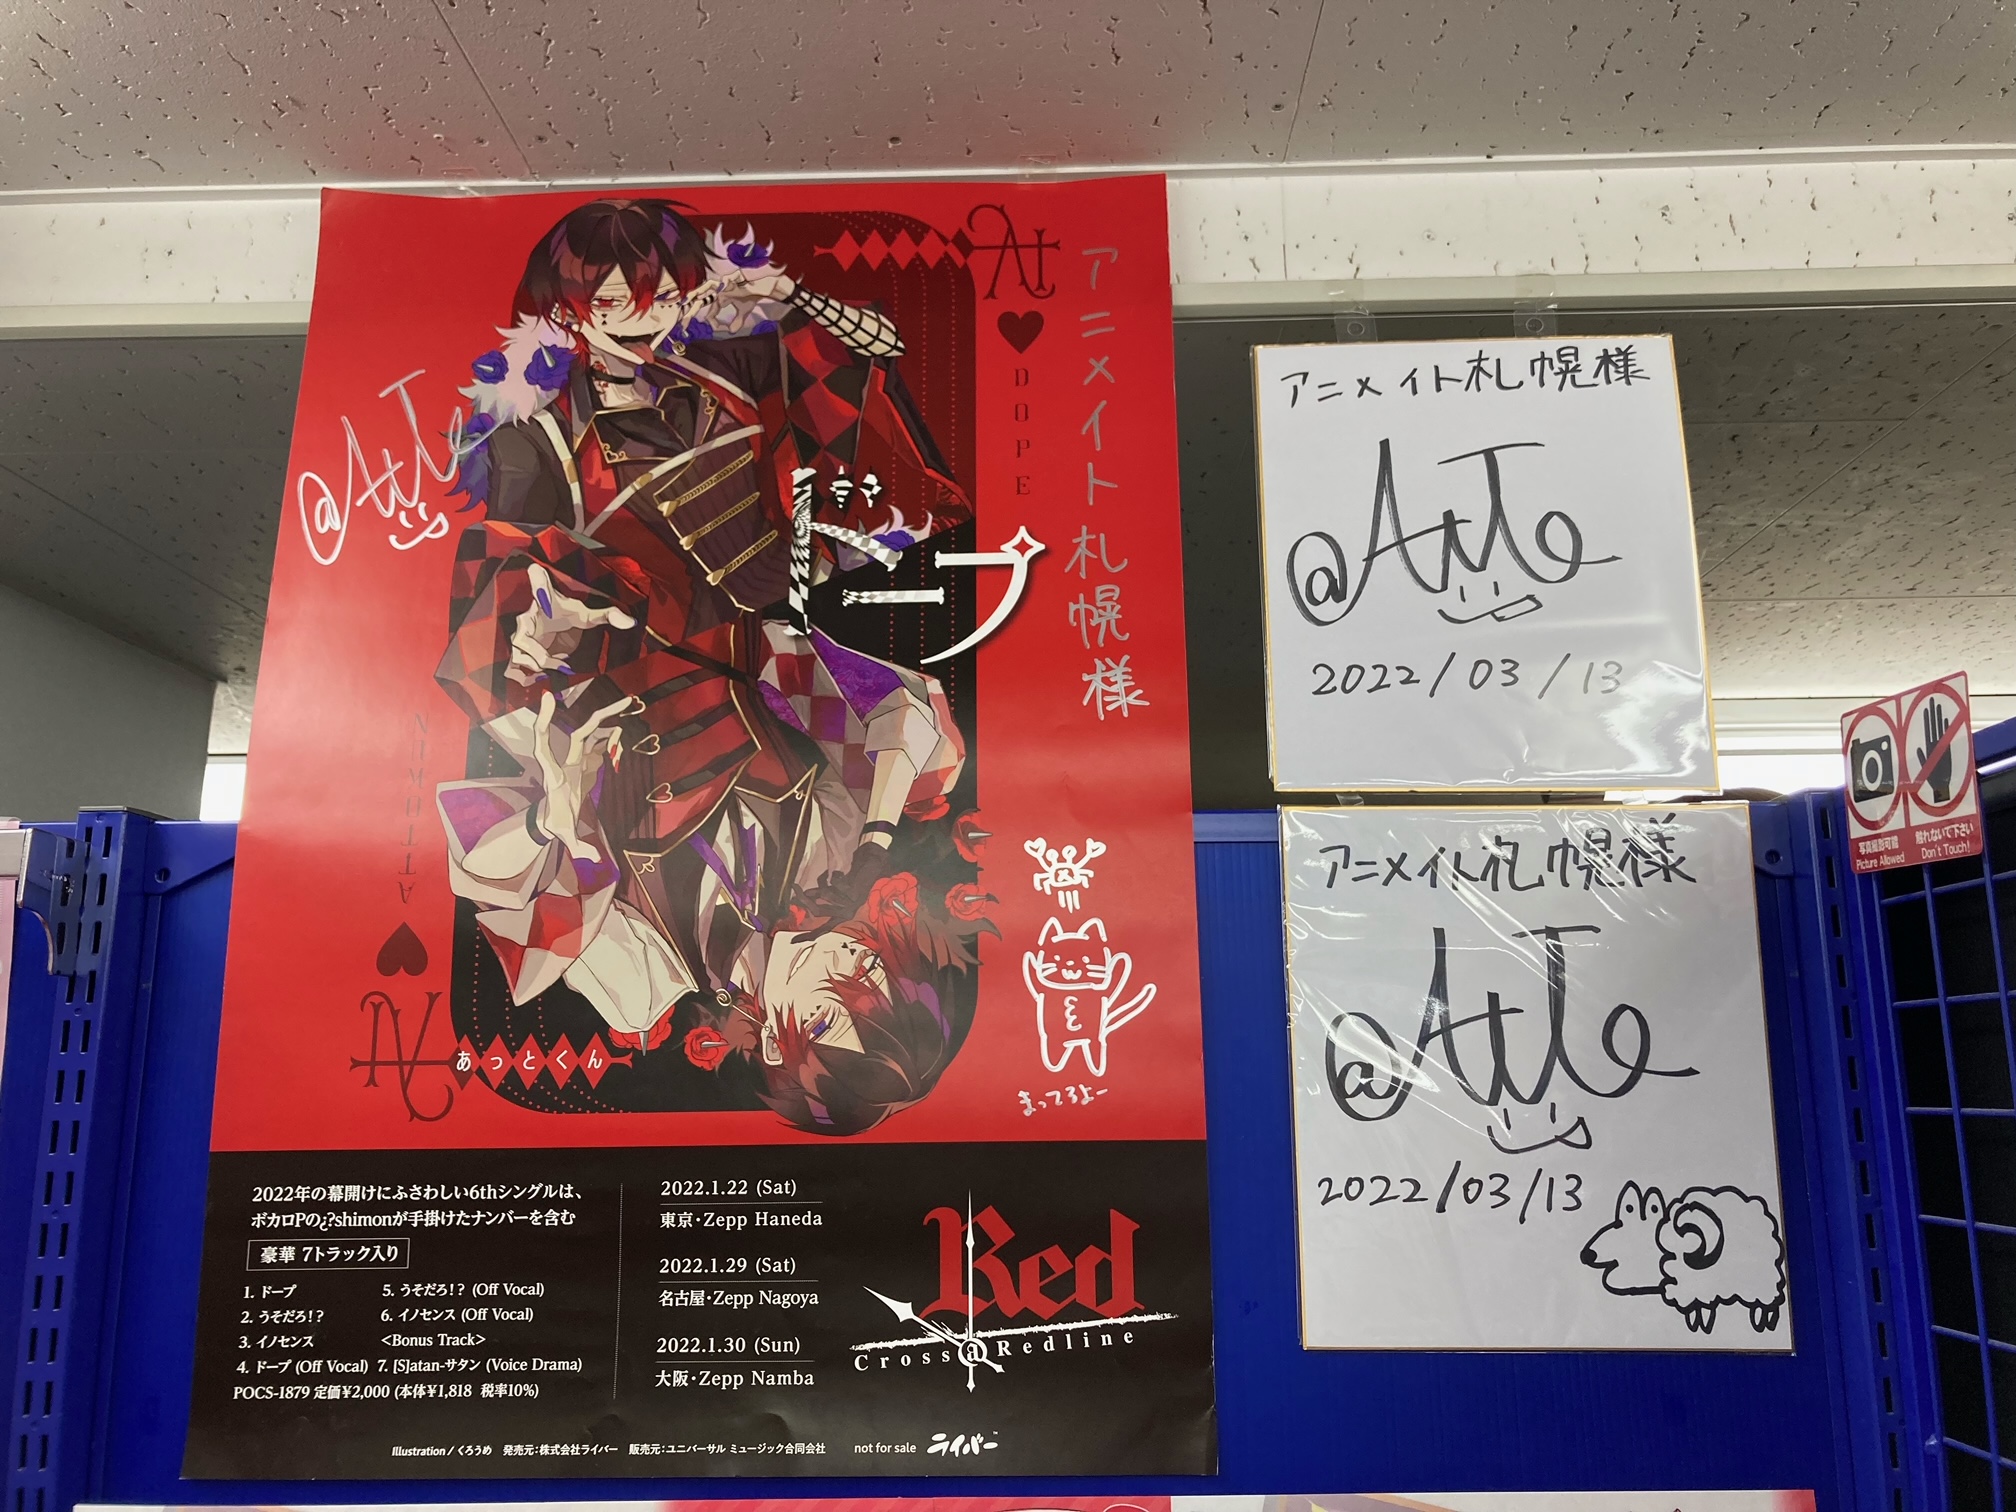 At
DOPE
アニメイト札幌様
@AtTe
ドープ
ATTOKUN
At
あっとくん
まってろよー
2022年の幕開けにふさわしい6thシングルは、
ボカロPの¿?shimonが手掛けたナンバーを含む
豪華 7トラック入り
1. ドープ
2. うそだろ!?
3. イノセンス
4. ドープ (Off Vocal)
5. うそだろ!? (Off Vocal)
6. イノセンス (Off Vocal)
<Bonus Track>
7. [S]atan-サタン (Voice Drama)
POCS-1879 定価¥2,000 (本体¥1,818 税率10%)
2022.1.22 (Sat)
東京・Zepp Haneda
2022.1.29 (Sat)
名古屋・Zepp Nagoya
2022.1.30 (Sun)
大阪・Zepp Namba
Red
Cross@Redline
Illustration / くろうめ 発売元:株式会社ライバー 販売元:ユニバーサル ミュージック合同会社 not for sale ライバー
アニメイト札幌様
2022/03/13
アニメイト札幌様
2022/03/13
写真撮影可能
Picture Allowed
触れないで下さい
Don't Touch!